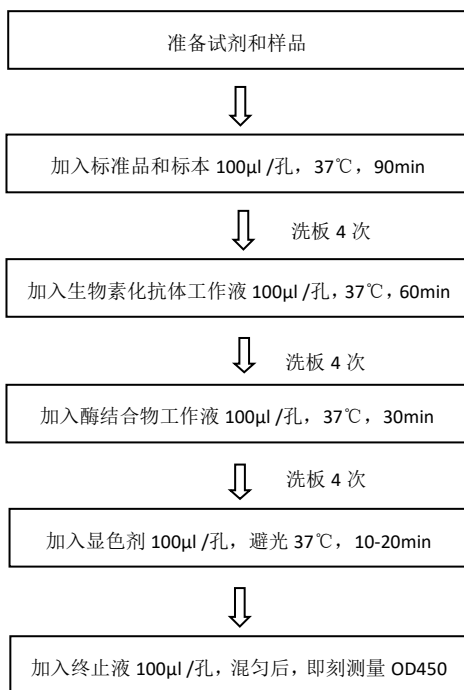 准备试剂和样品
加入标准品和标本 100μl /孔，37℃，90min
洗板 4 次
加入生物素化抗体工作液 100μl /孔，37℃，60min
洗板 4 次
加入酶结合物工作液 100μl /孔，37℃，30min
洗板 4 次
加入显色剂 100μl /孔，避光 37℃，10-20min
加入终止液 100μl /孔，混匀后，即刻测量 OD450